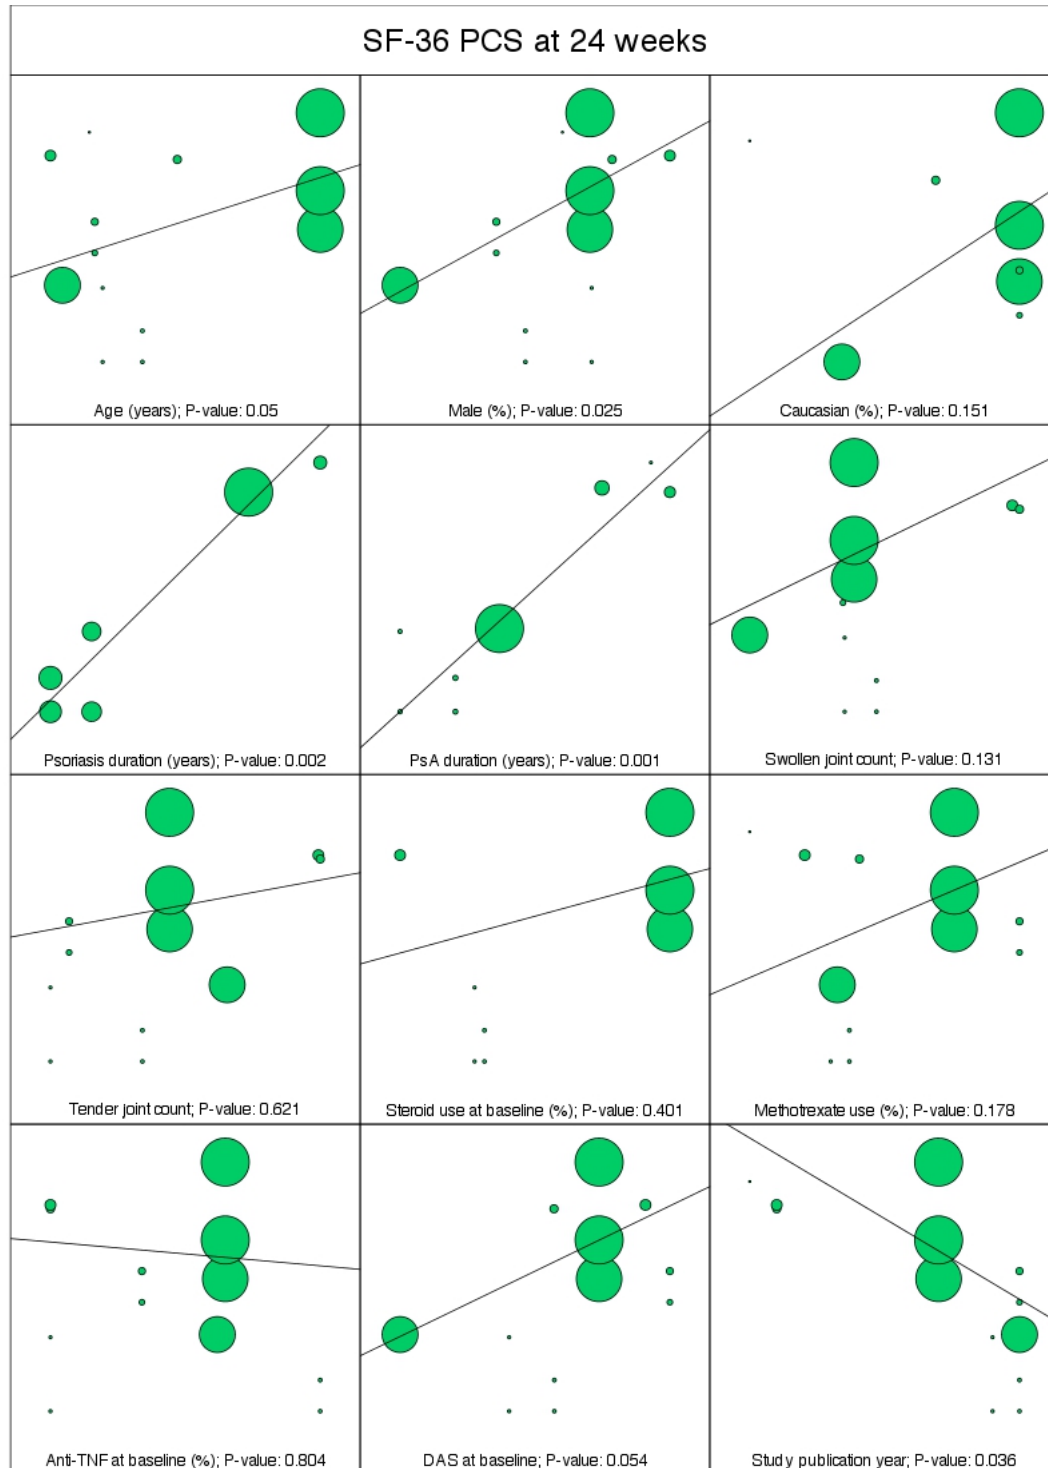 SF-36 PCS at 24 weeks
Age (years); P-value: 0.05
Male (%); P-value: 0.025
Caucasian (%); P-value: 0.151
Psoriasis duration (years); P-value: 0.002
PsA duration (years); P-value: 0.001
Swollen joint count; P-value: 0.131
Tender joint count; P-value: 0.621
Steroid use at baseline (%); P-value: 0.401
Methotrexate use (%); P-value: 0.178
Anti-TNF at baseline (%); P-value: 0.804
DAS at baseline; P-value: 0.054
Study publication year; P-value: 0.036